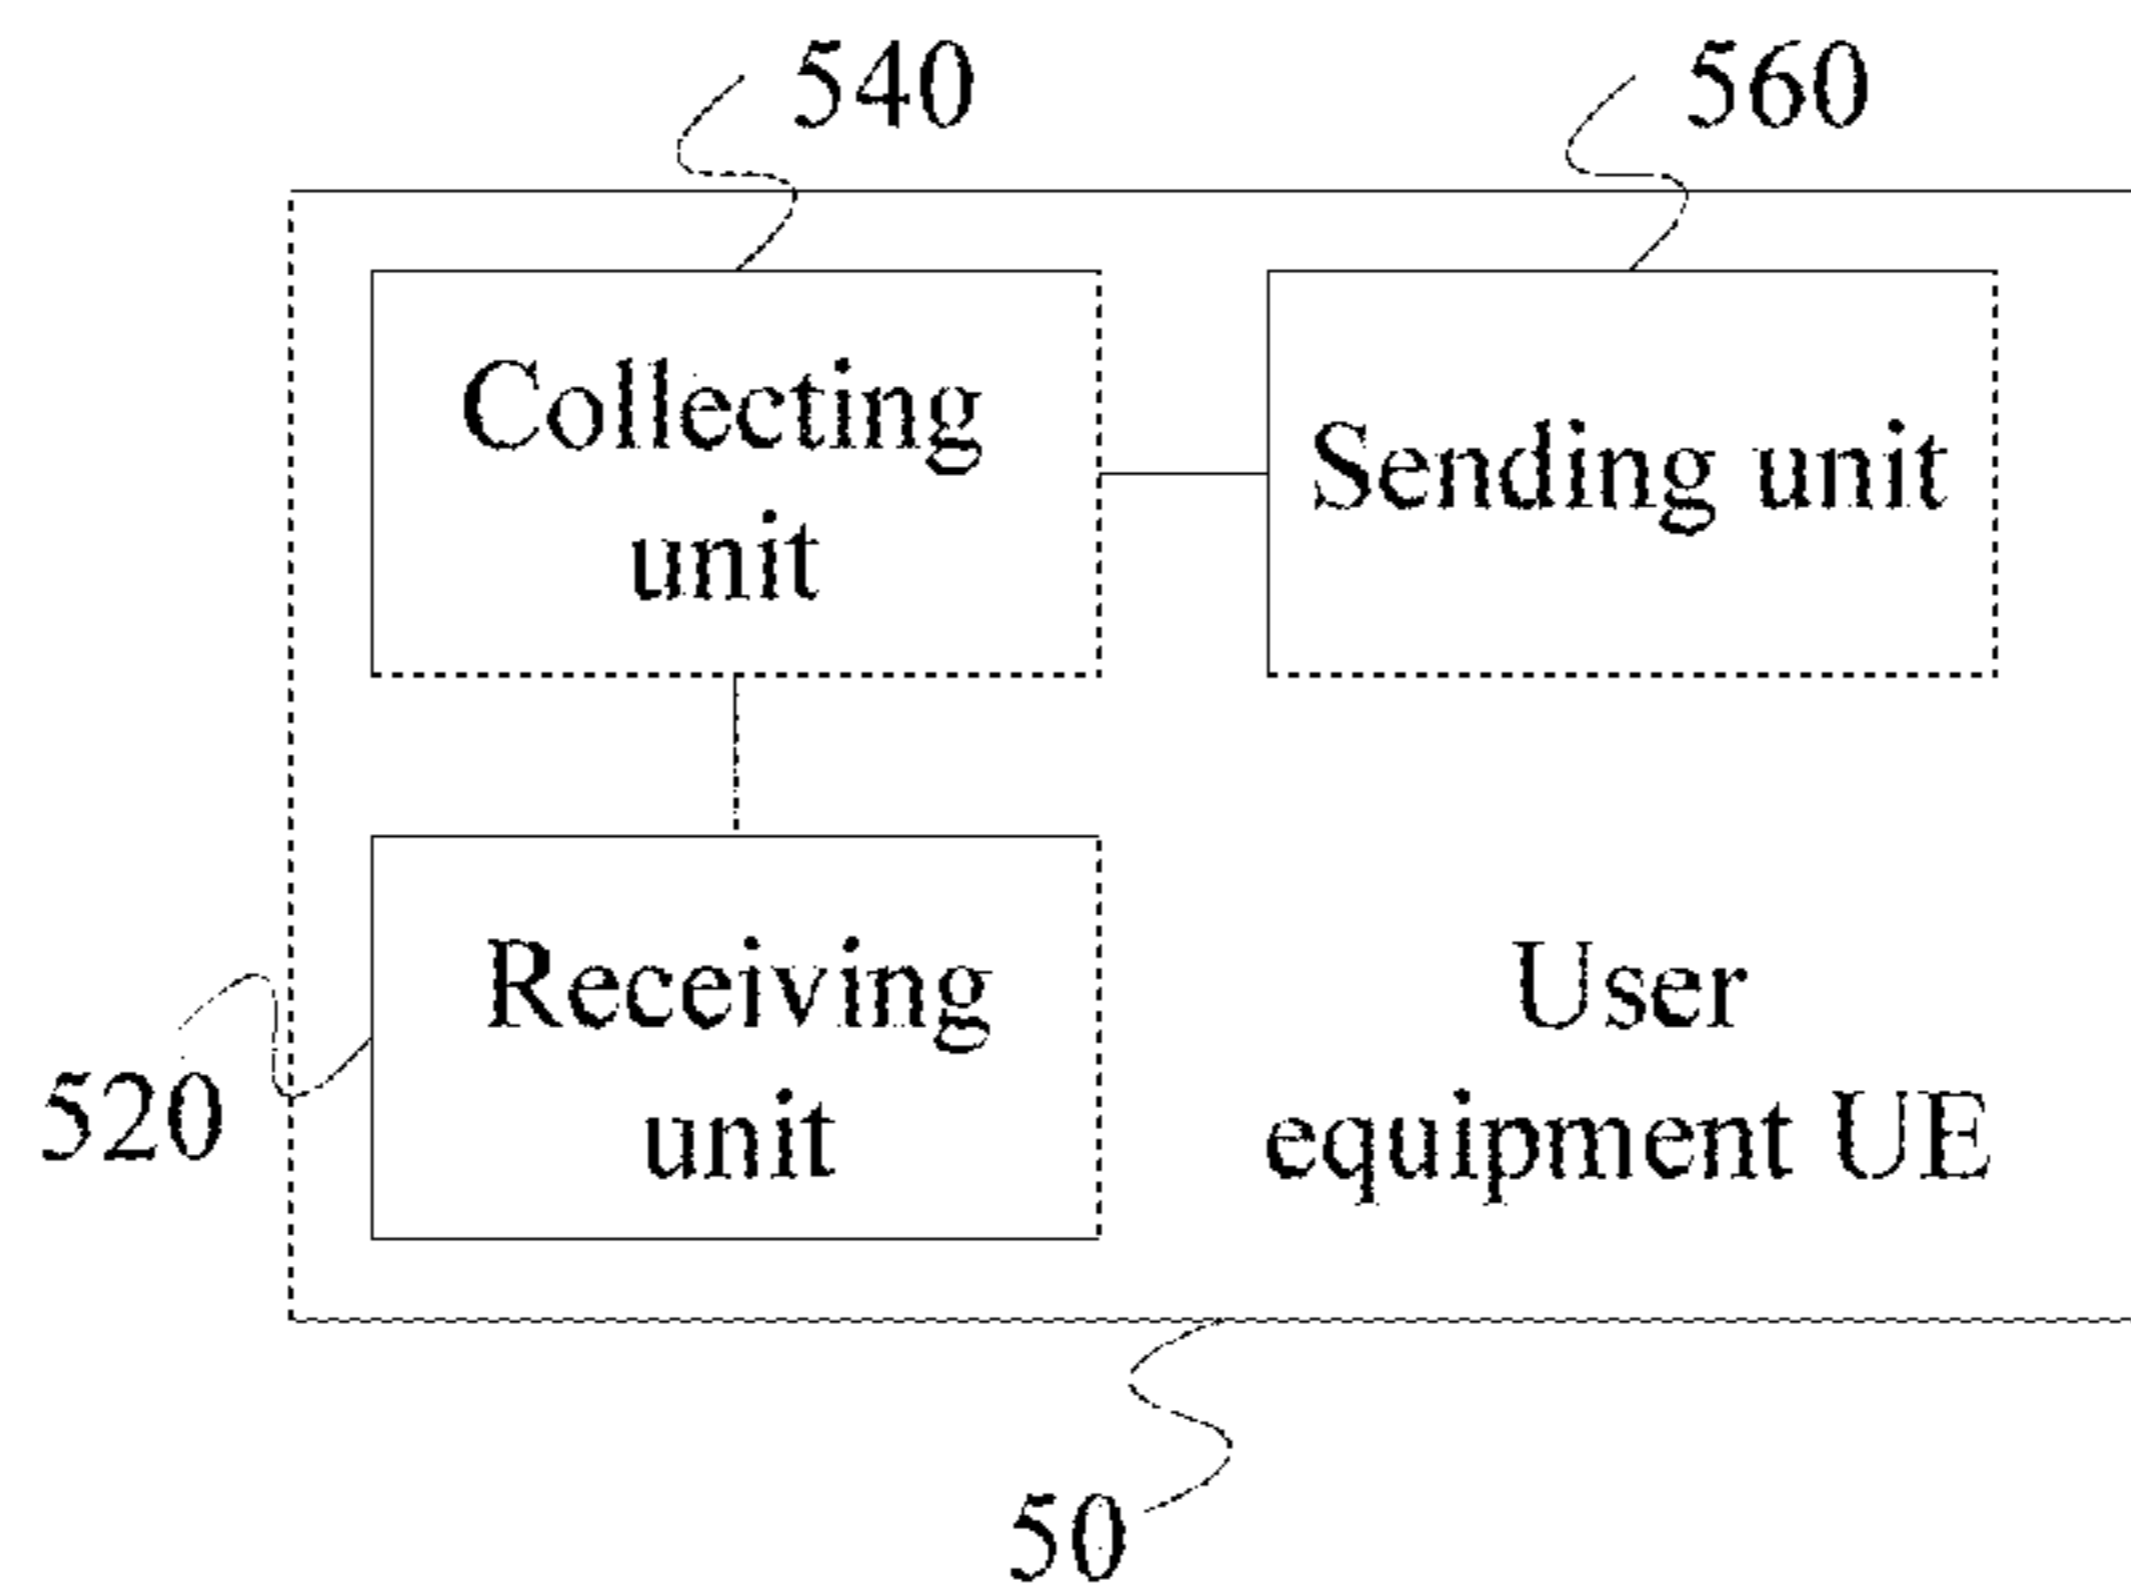 540
560
Collecting
unit
Sending unit
Receiving
unit
User
equipment UE
520
50